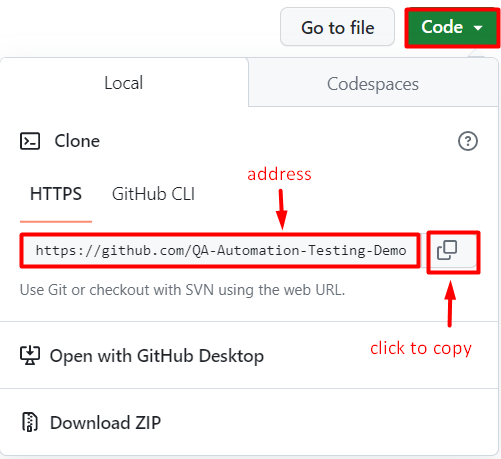 Go to file
Code
Local
Codespaces
Clone
address
HTTPS
GitHub CLI
https://github.com/QA-Automation-Testing-Demo
Use Git or checkout with SVN using the web URL.
click to copy
Open with GitHub Desktop
Download ZIP